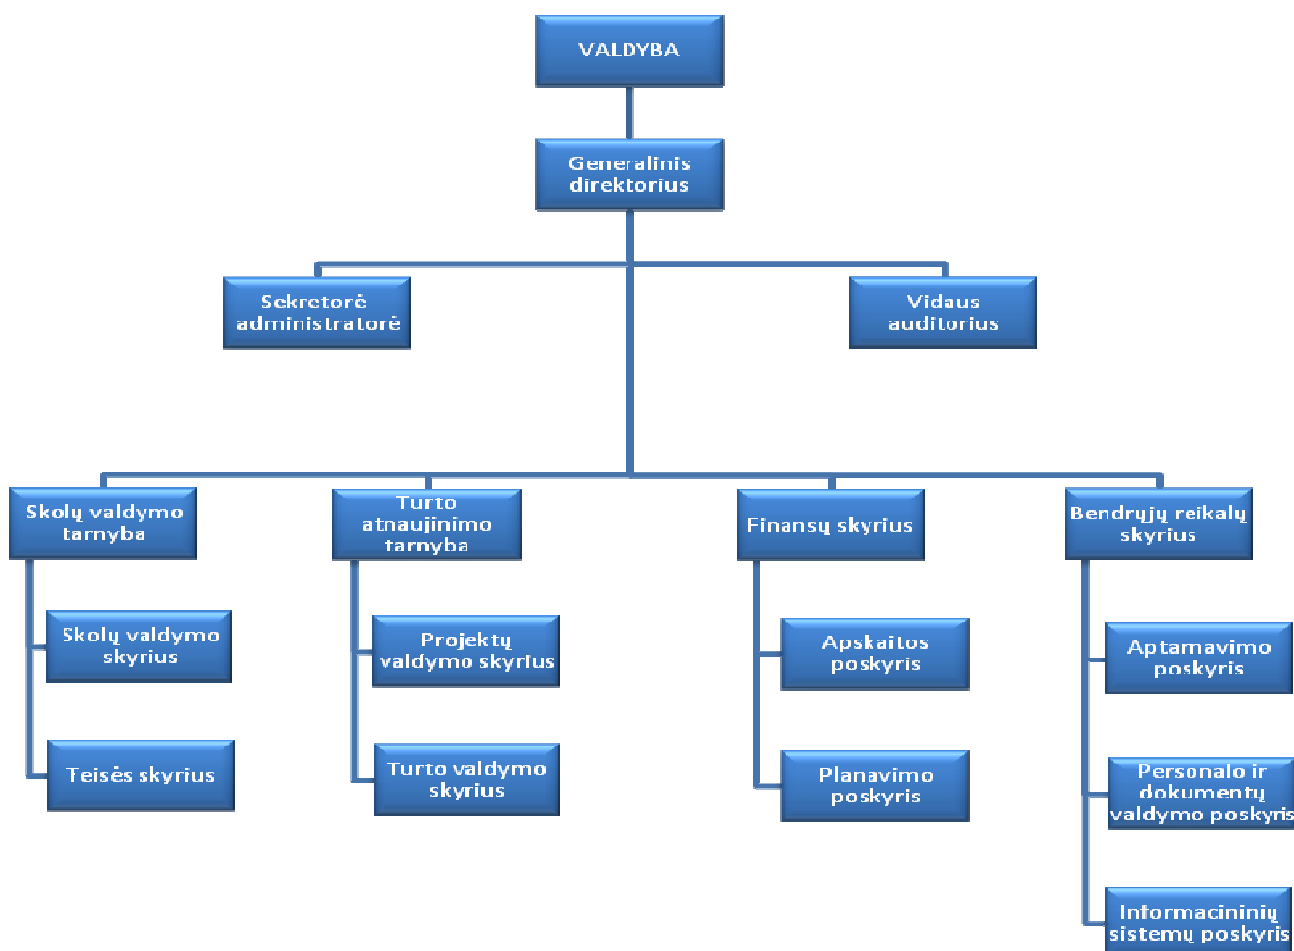 VALDYBA
Generalinis
direktorius
Sekretorė
administratorė
Vidaus
auditorius
Skolų valdymo
tarnyba
Turto
atnaujinimo
tarnyba
Finansų skyrius
Bendrųjų reikalų
skyrius
Skolų valdymo
skyrius
Projektų
valdymo skyrius
Apskaitos
poskyris
Aptarnavimo
poskyris
Teisės skyrius
Turto valdymo
skyrius
Planavimo
poskyris
Personalo ir
dokumentų
valdymo poskyris
Informacininių
sistemų poskyris